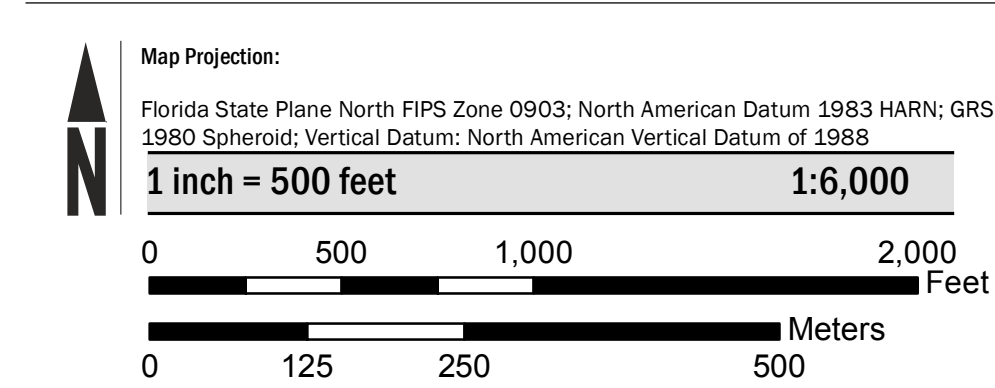 Map Projection:
Florida State Plane North FIPS Zone 0903; North American Datum 1983 HARN; GRS
1980 Spheroid; Vertical Datum: North American Vertical Datum of 1988
N
1 inch = 500 feet 1:6,000
0 500 1,000 2,000
Feet
Meters
0 125 250 500